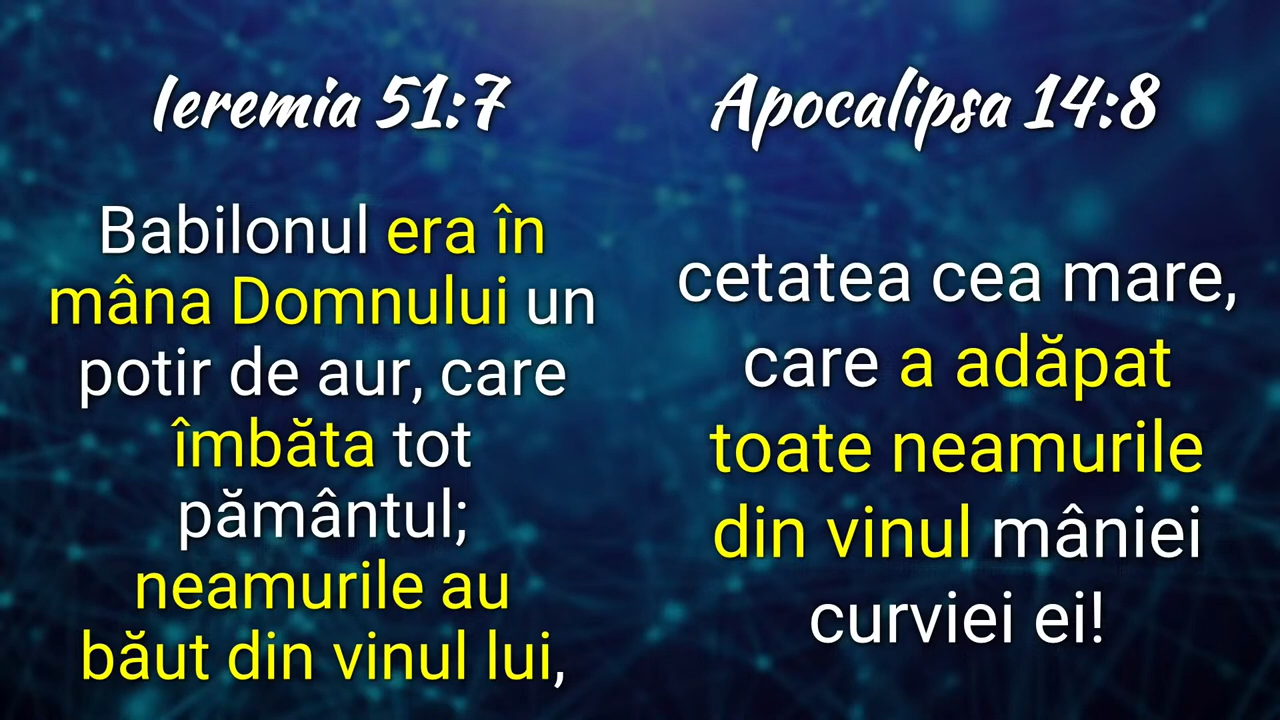 Ieremia 51:7
Babilonul era în
mâna Domnului un
potir de aur, care
îmbăta tot
pământul;
neamurile au
băut din vinul lui,
Apocalipsa 14:8
cetatea cea mare,
care a adăpat
toate neamurile
din vinul mâniei
curviei ei!